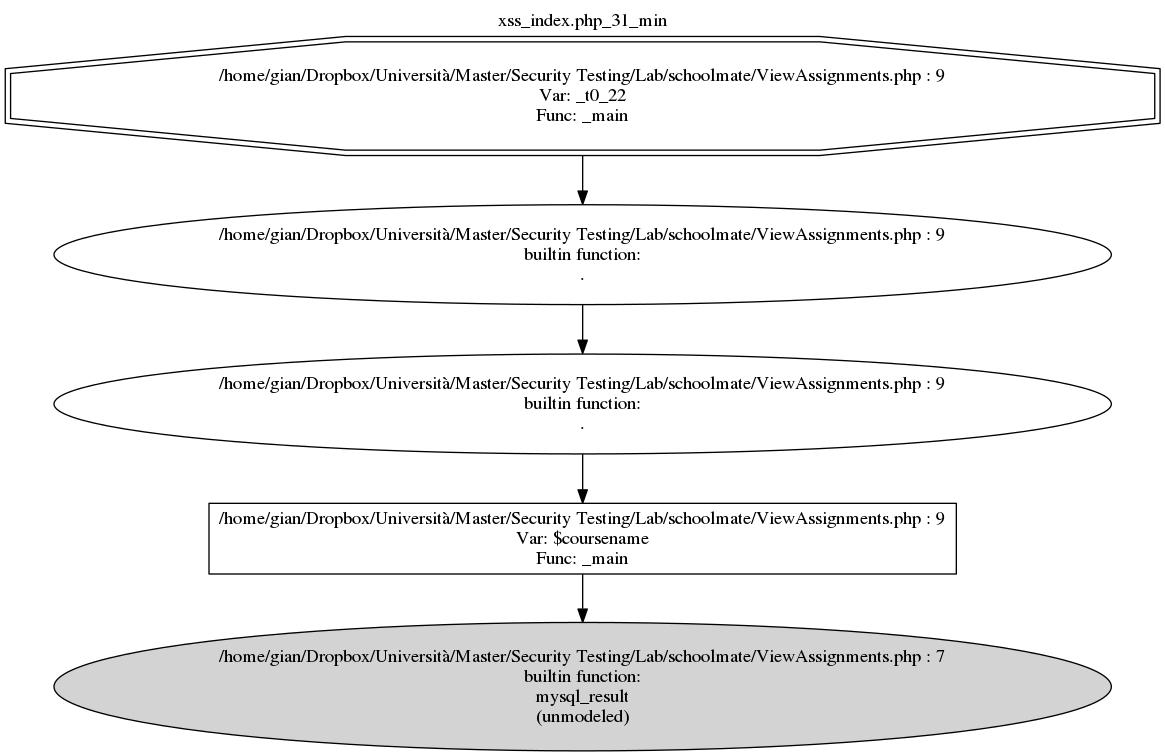 xss_index.php_31_min
/home/gian/Dropbox/Università/Master/Security Testing/Lab/schoolmate/ViewAssignments.php : 9
Var: _t0_22
Func: _main
/home/gian/Dropbox/Università/Master/Security Testing/Lab/schoolmate/ViewAssignments.php : 9
builtin function:
.
/home/gian/Dropbox/Università/Master/Security Testing/Lab/schoolmate/ViewAssignments.php : 9
builtin function:
.
/home/gian/Dropbox/Università/Master/Security Testing/Lab/schoolmate/ViewAssignments.php : 9
Var: $coursename
Func: _main
/home/gian/Dropbox/Università/Master/Security Testing/Lab/schoolmate/ViewAssignments.php : 7
builtin function:
mysql_result
(unmodeled)